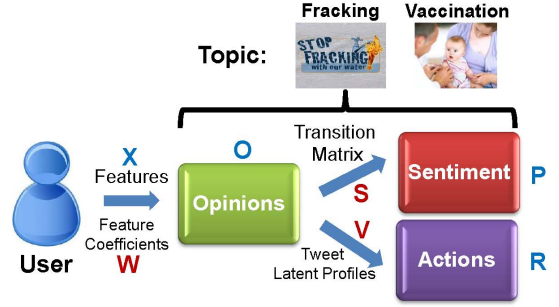 Fracking Vaccination
Topic:
STOP
FRACKING
with our water
Transition
Matrix
X
Features
O
Opinions
S
Sentiment
P
Feature
Coefficients
W
User
V
Tweet
Latent Profiles
Actions
R